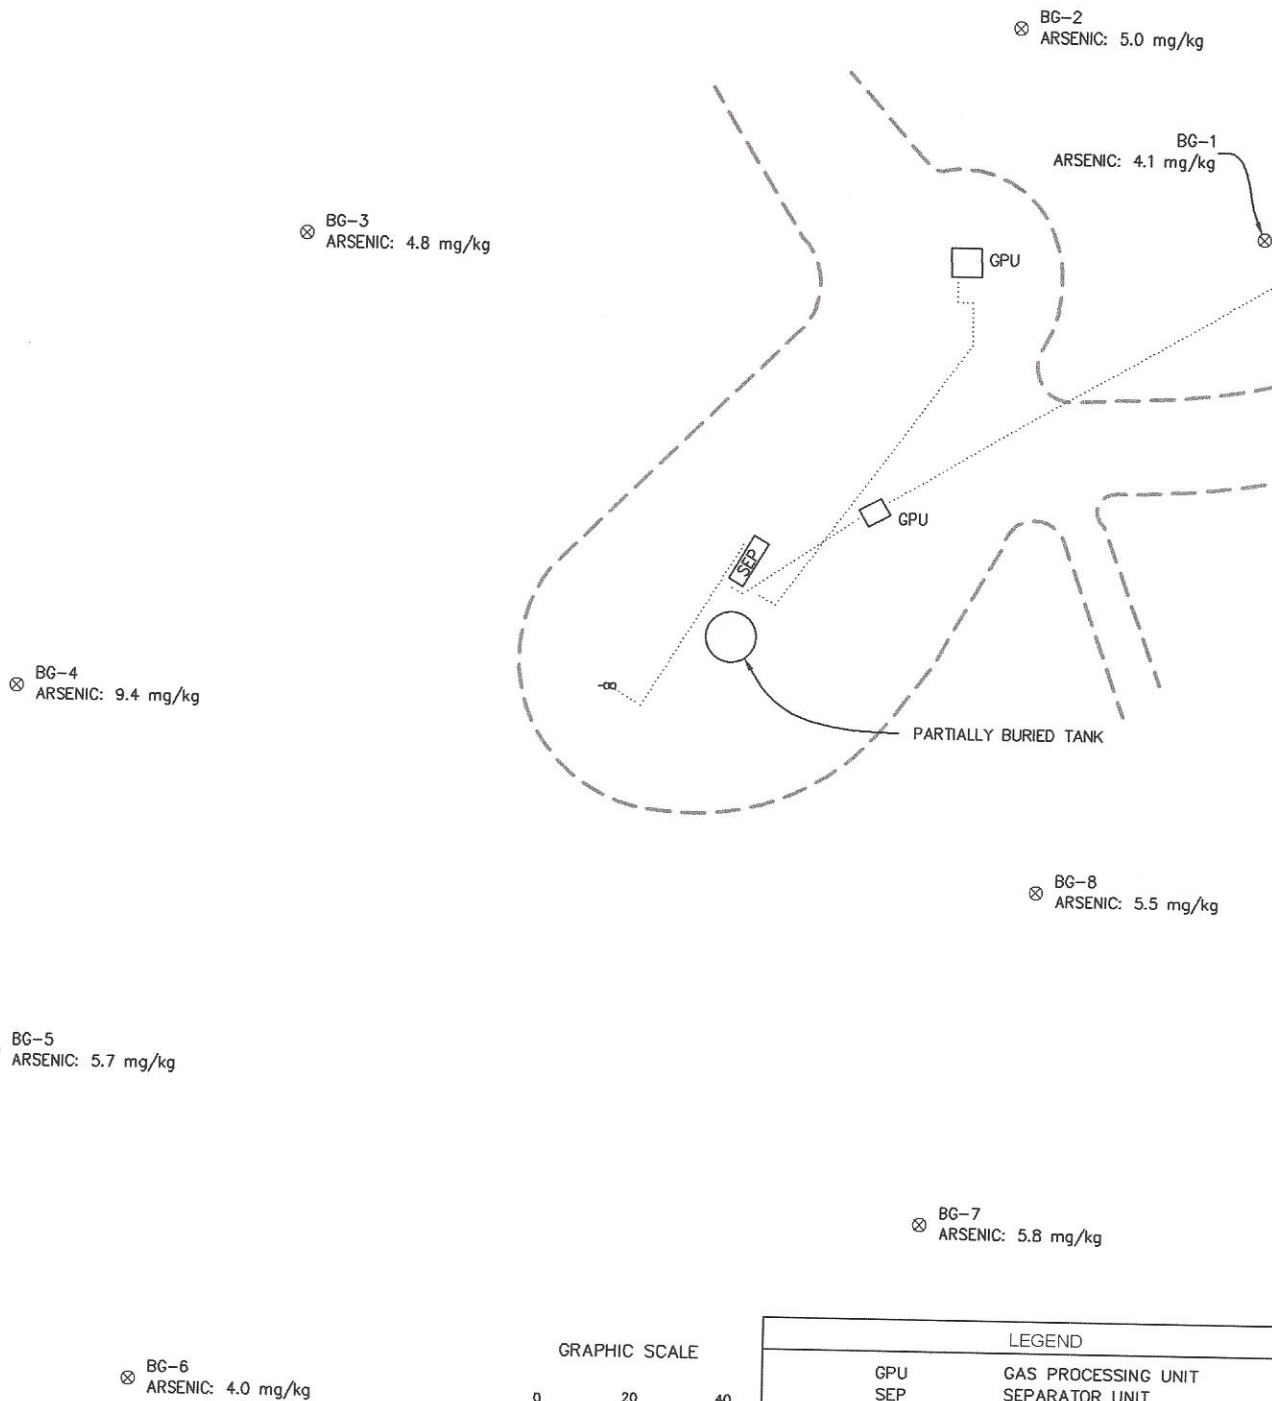 BG-2
ARSENIC: 5.0 mg/kg
BG-1
ARSENIC: 4.1 mg/kg
BG-3
ARSENIC: 4.8 mg/kg
GPU
GPU
SEP
BG-4
ARSENIC: 9.4 mg/kg
PARTIALLY BURIED TANK
BG-8
ARSENIC: 5.5 mg/kg
BG-5
ARSENIC: 5.7 mg/kg
BG-7
ARSENIC: 5.8 mg/kg
BG-6
ARSENIC: 4.0 mg/kg
GRAPHIC SCALE
0 20 40
LEGEND
GPU GAS PROCESSING UNIT
SEP SEPARATOR UNIT